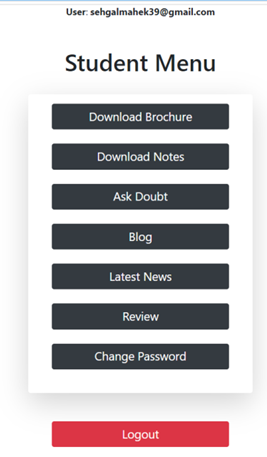 User: sehgalmahek39@gmail.com
Student Menu
Download Brochure
Download Notes
Ask Doubt
Blog
Latest News
Review
Change Password
Logout